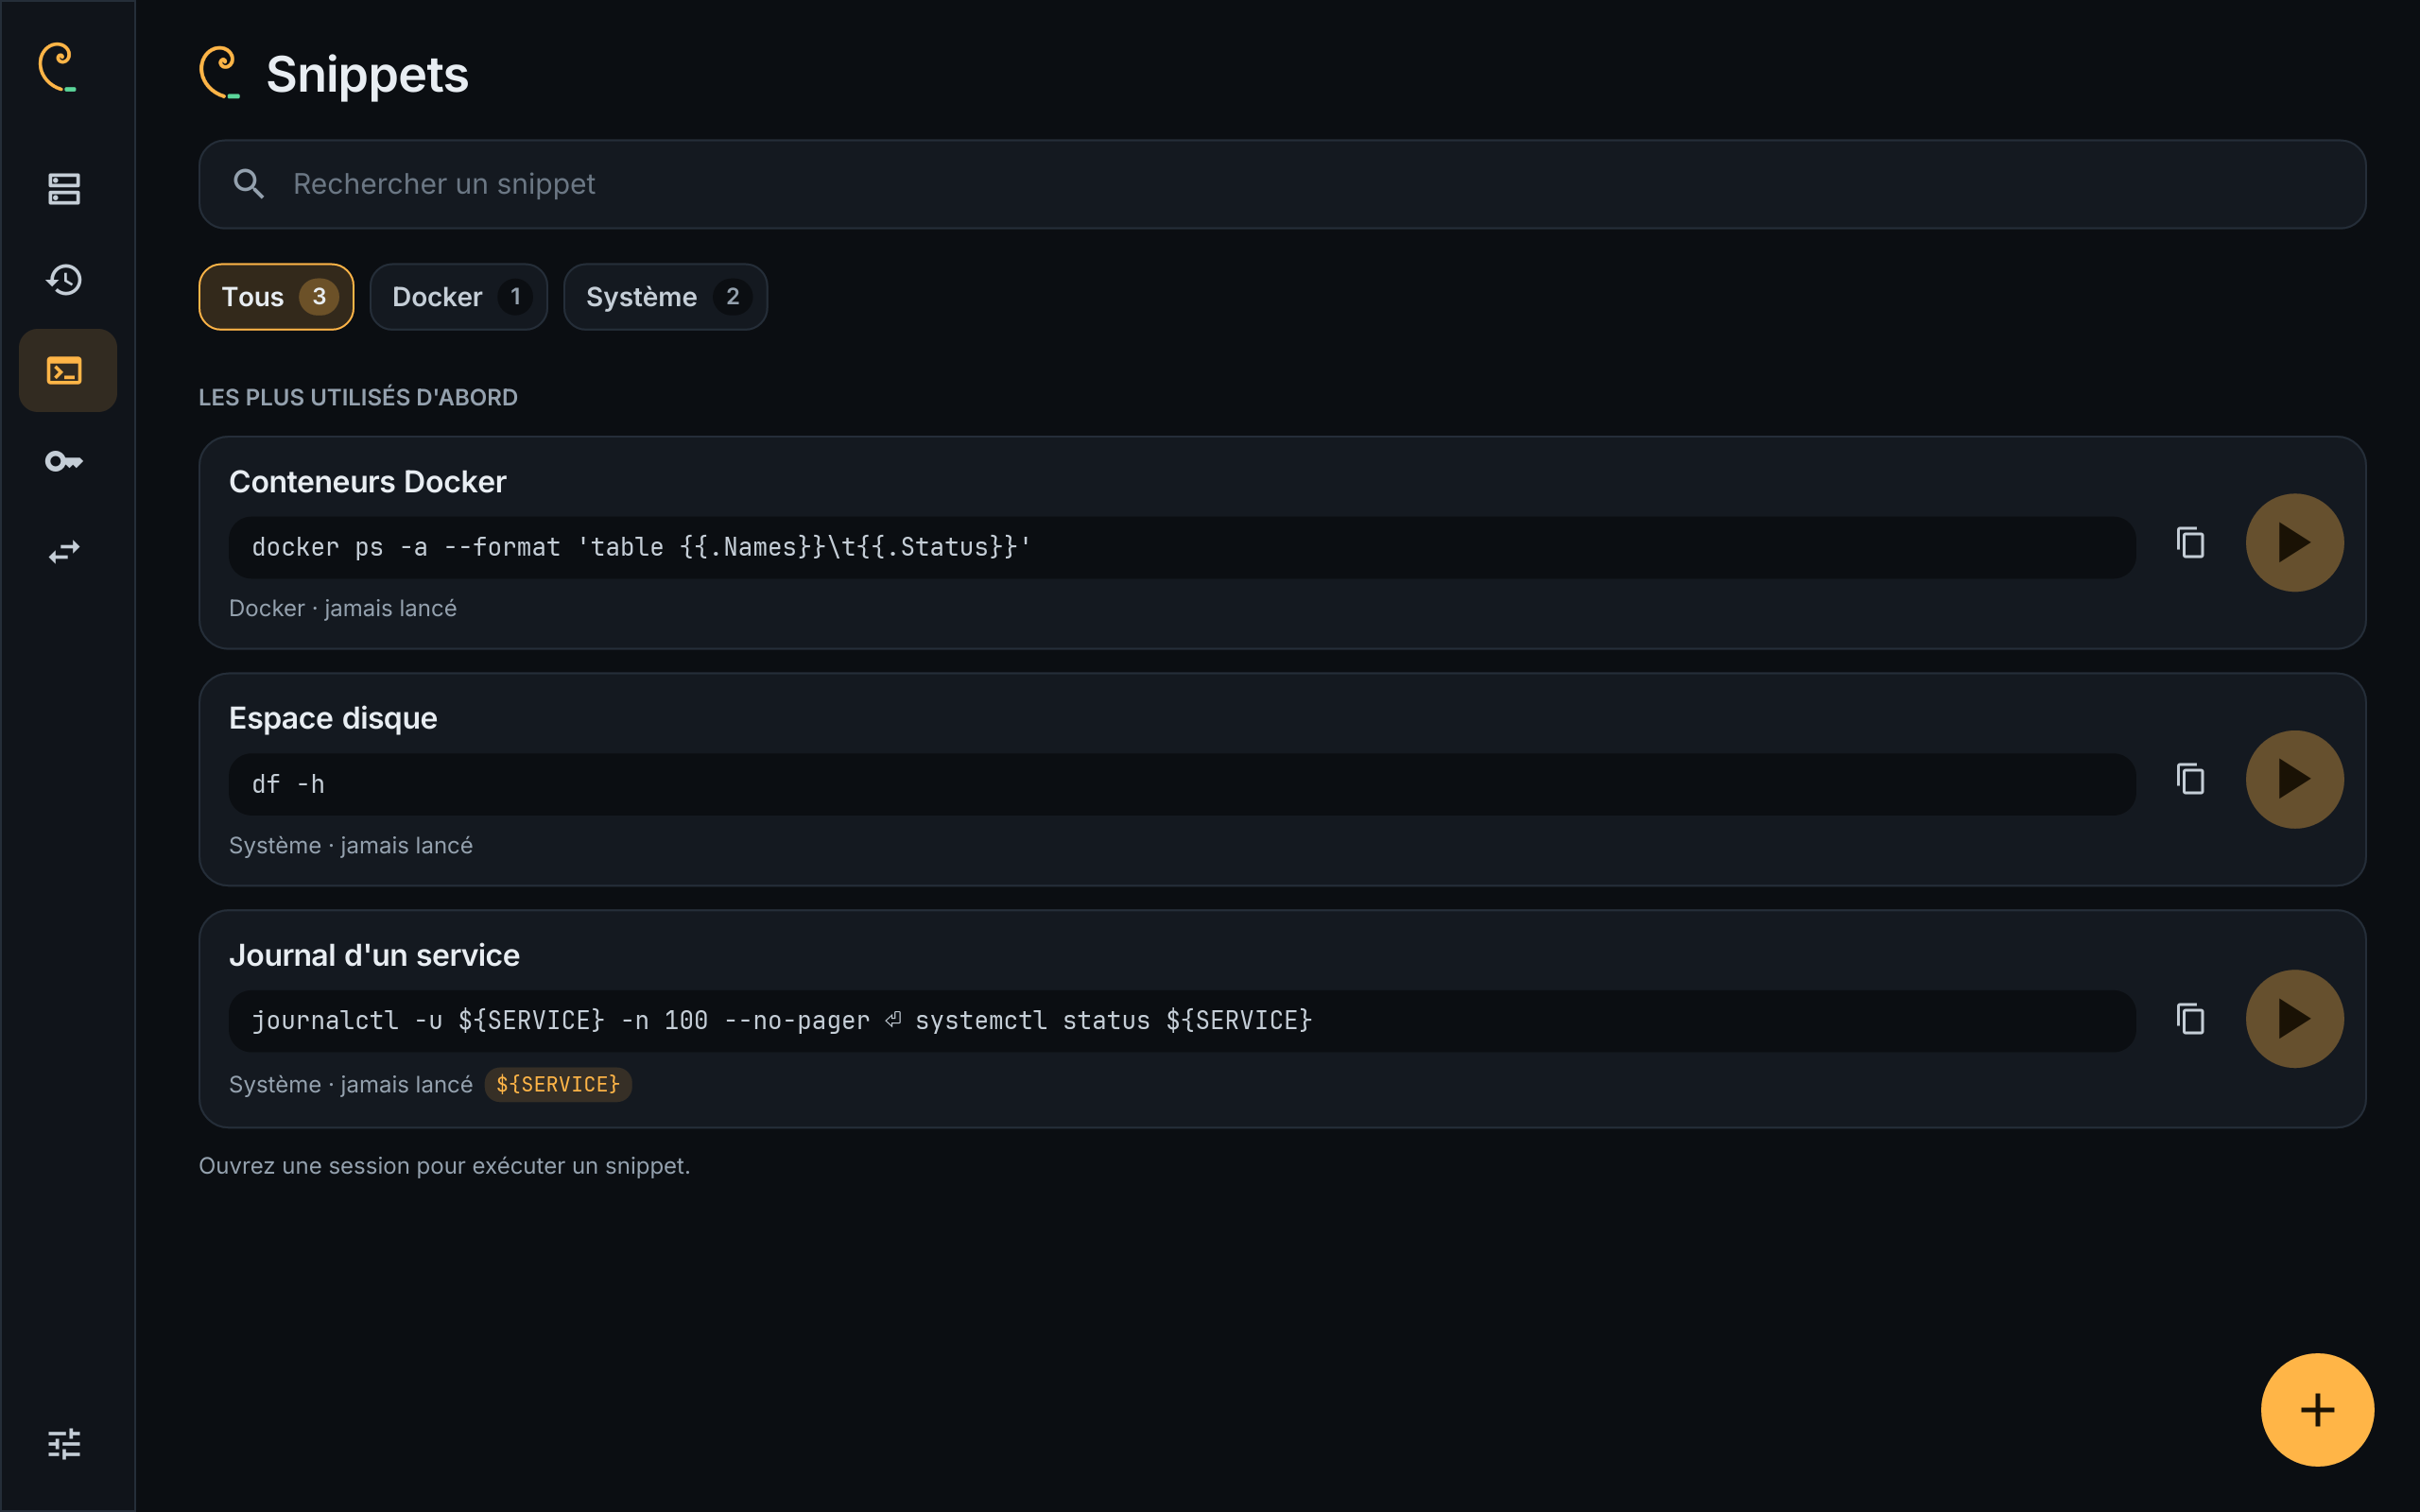 Snippets
Rechercher un snippet
Tous 3 Docker 1 Système 2
LES PLUS UTILISÉS D'ABORD
Conteneurs Docker
docker ps -a --format 'table {{.Names}}\t{{.Status}}'
Docker · jamais lancé
Espace disque
df -h
Système · jamais lancé
Journal d'un service
journalctl -u ${SERVICE} -n 100 --no-pager ⏎ systemctl status ${SERVICE}
Système · jamais lancé ${SERVICE}
Ouvrez une session pour exécuter un snippet.